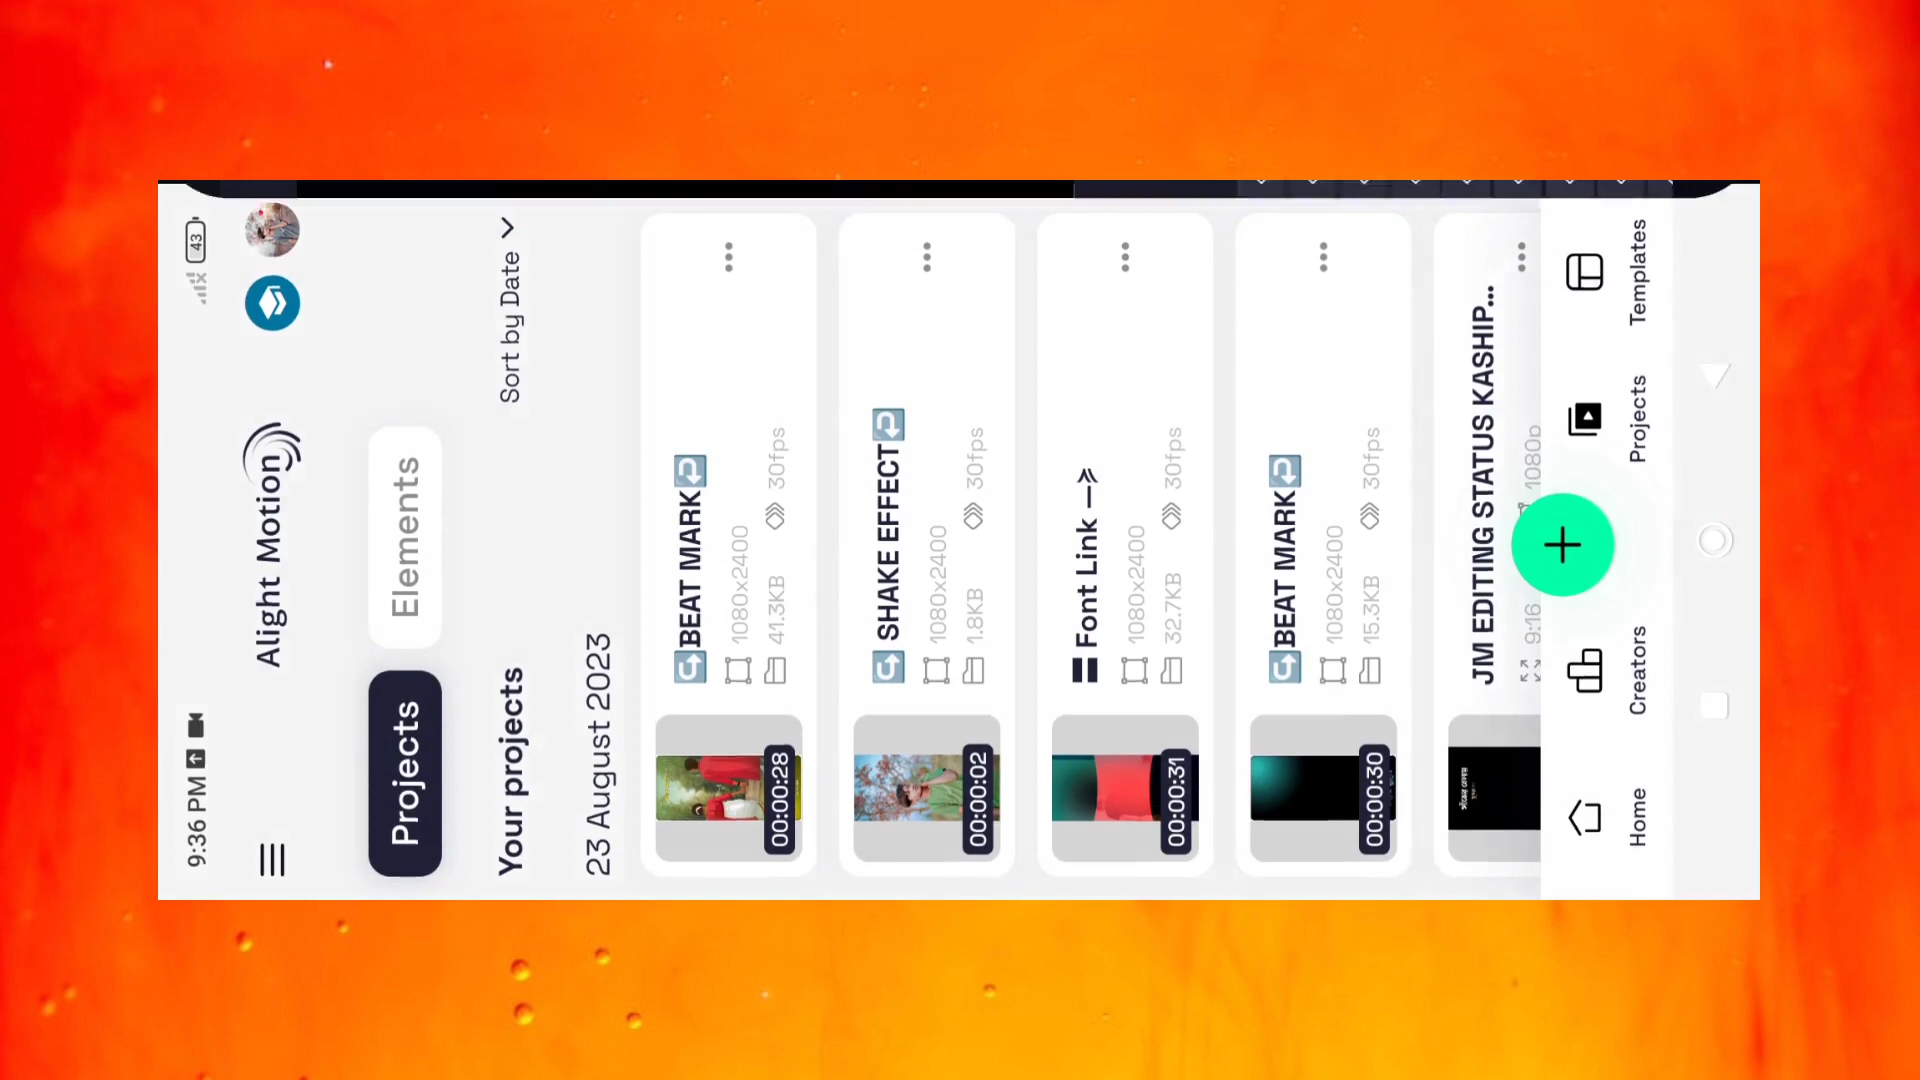 9:36 PM
43
Alight Motion
Projects
Elements
Your projects
Sort by Date
23 August 2023
↪️BEAT MARK↩️
1080x2400
41.3KB 30fps
00:00:28
↪️ SHAKE EFFECT↩️
1080x2400
1.8KB 30fps
00:00:02
Font Link
1080x2400
32.7KB 30fps
00:00:31
↪️BEAT MARK↩️
1080x2400
15.3KB 30fps
00:00:30
JM EDITING STATUS KASHIP...
9:16 1080p
Home
Creators
Projects
Templates